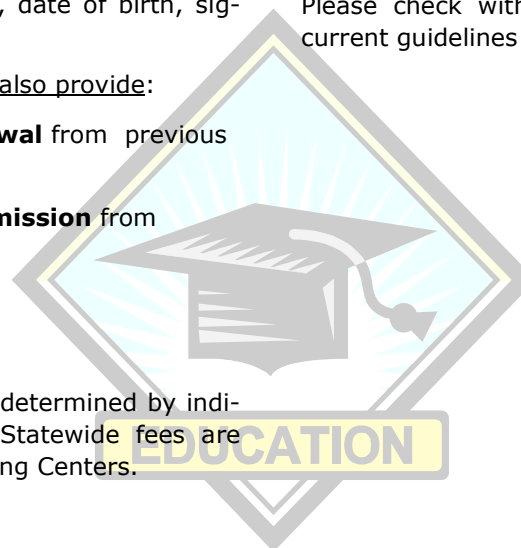 , date of birth, sig-
also provide:
wal from previous
mission from
determined by indi-
Statewide fees are
ng Centers.
Please check with
current guidelines
EDUCATION